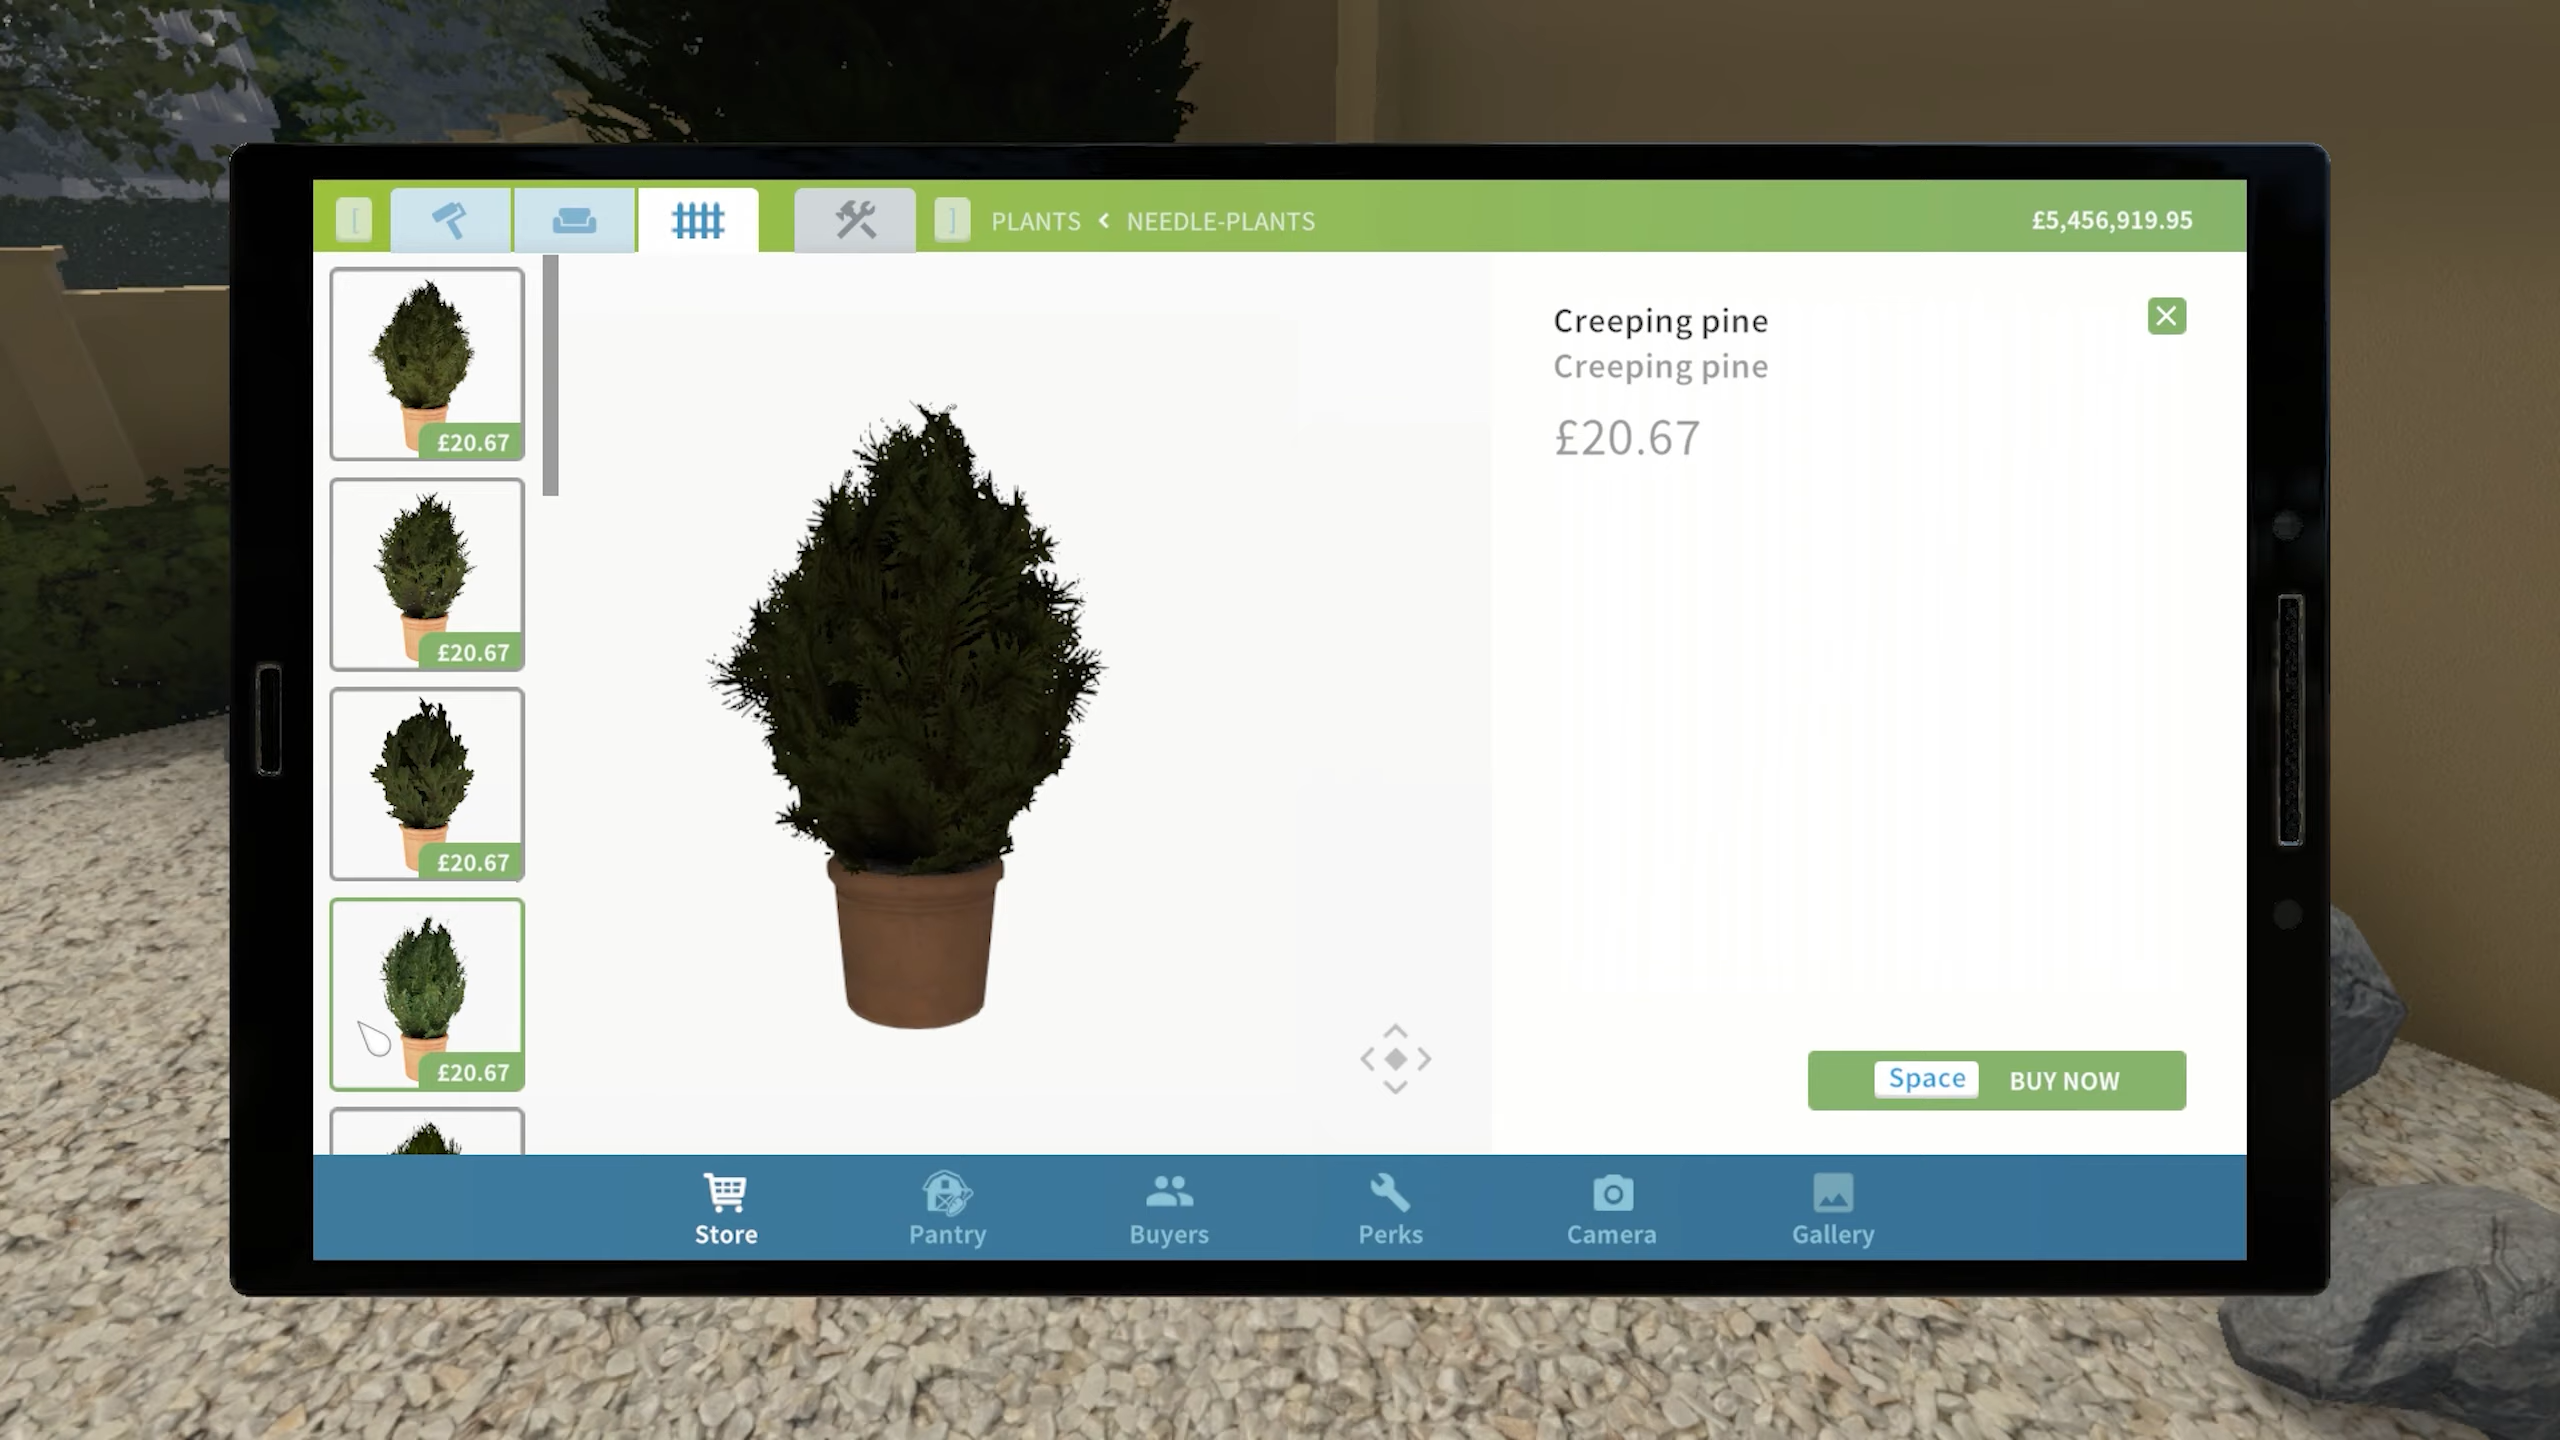 [
]
PLANTS < NEEDLE-PLANTS
£5,456,919.95
£20.67
£20.67
£20.67
£20.67
Creeping pine
Creeping pine
£20.67
Space BUY NOW
Store
Pantry
Buyers
Perks
Camera
Gallery